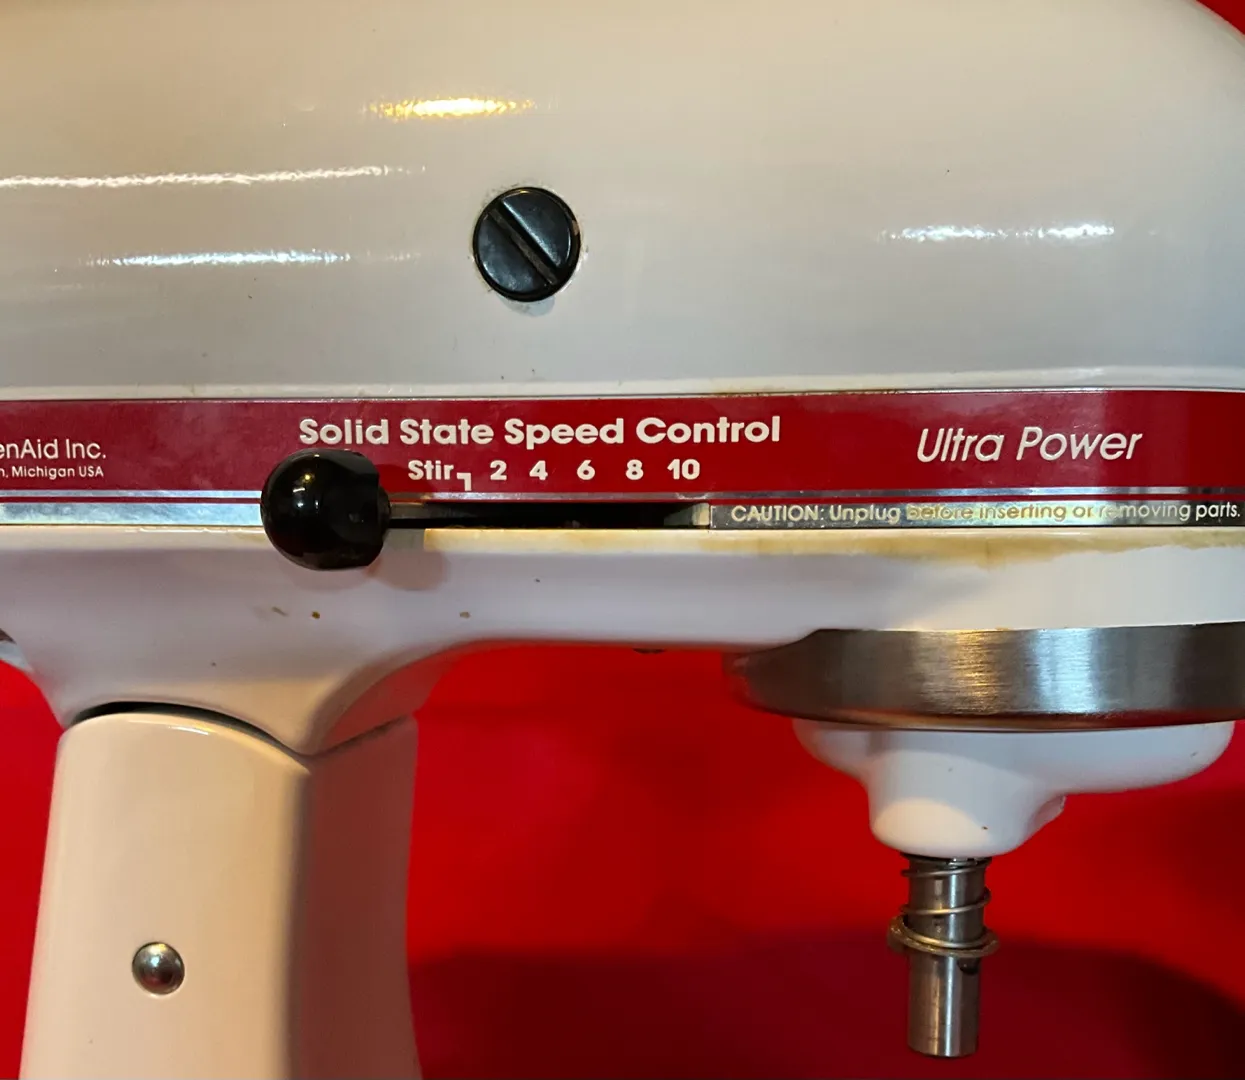 enAid Inc.
n, Michigan USA
Solid State Speed Control
Stir 2 4 6 8 10
Ultra Power
CAUTION: Unplug before inserting or removing parts.